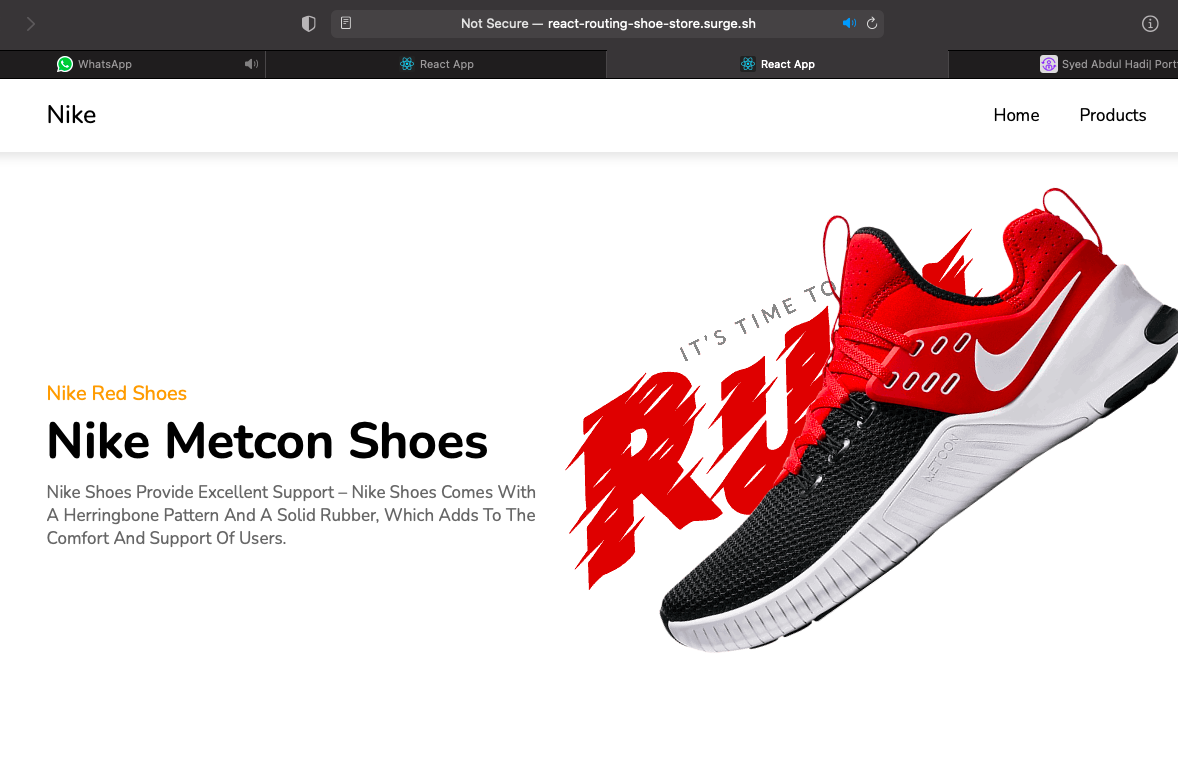 Not Secure — react-routing-shoe-store.surge.sh
WhatsApp
React App
React App
Syed Abdul Hadi| Port
Nike
Home
Products
IT'S TIME TO
Ru
Nike Red Shoes
Nike Metcon Shoes
Nike Shoes Provide Excellent Support – Nike Shoes Comes With
A Herringbone Pattern And A Solid Rubber, Which Adds To The
Comfort And Support Of Users.
METCON